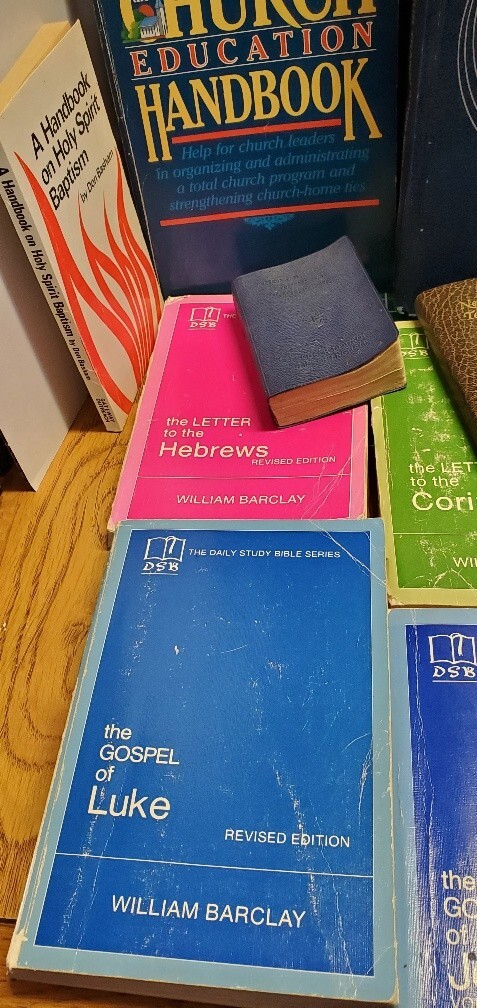 CHURCH
EDUCATION
HANDBOOK
Help for church leaders
in organizing and administrating
a total church program and
strengthening church-home ties
A Handbook
on Holy Spirit
Baptism
by Don Basham
A Handbook on Holy Spirit Baptism by Don Basham
DSB
THE
the LETTER
to the
Hebrews
REVISED EDITION
WILLIAM BARCLAY
DSB
the LETT
to the
Cori
WI
DSB
THE DAILY STUDY BIBLE SERIES
the
GOSPEL
of
Luke
REVISED EDITION
WILLIAM BARCLAY
DSB
the
GO
of